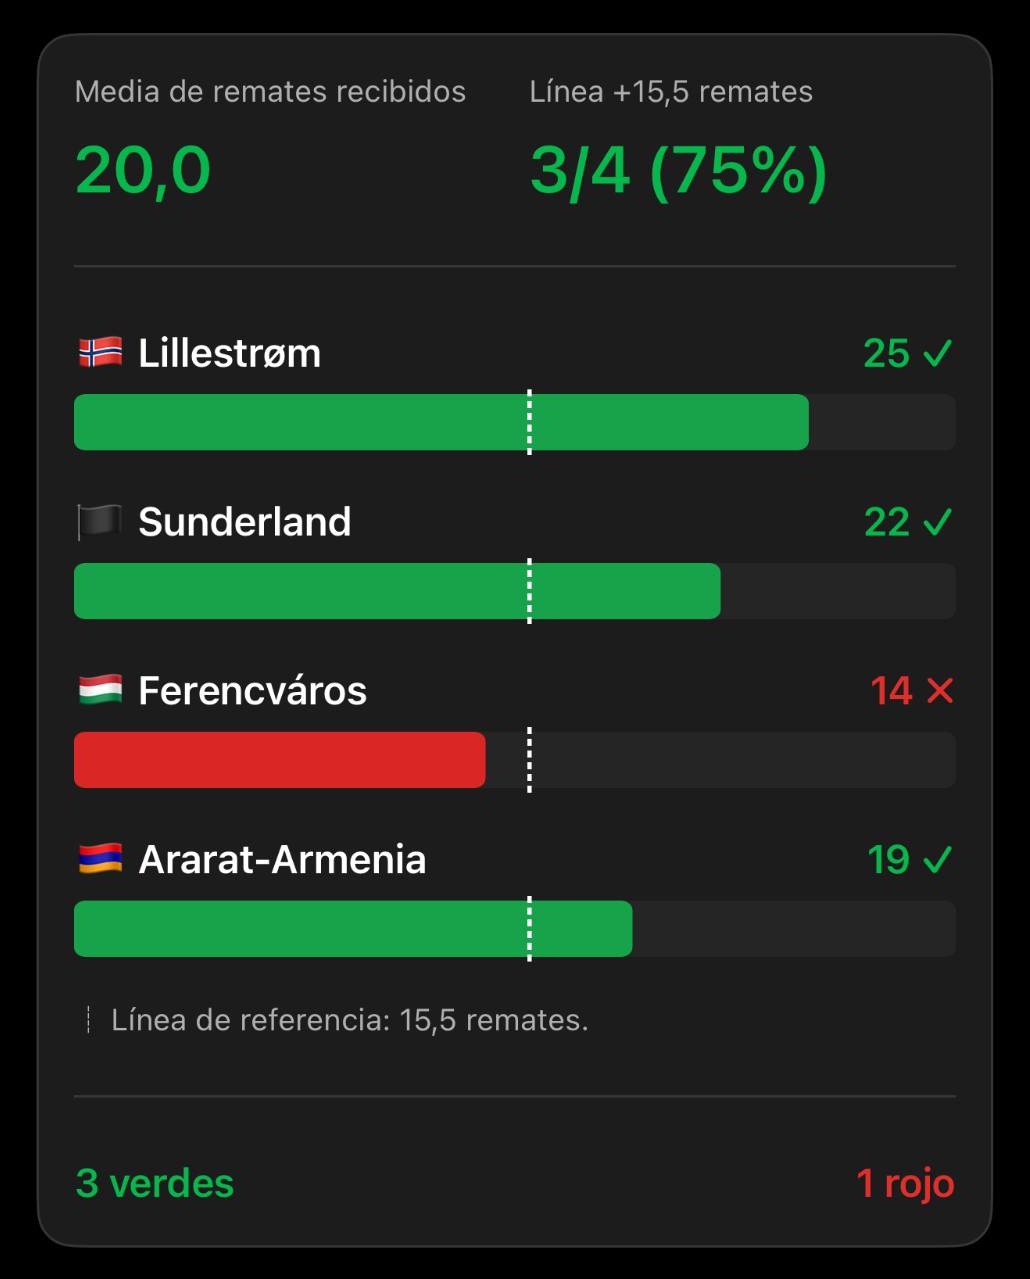 Media de remates recibidos
Línea +15,5 remates
20,0
3/4 (75%)
Lillestrøm
25 ✓
Sunderland
22 ✓
Ferencváros
14 ✕
Ararat-Armenia
19 ✓
Línea de referencia: 15,5 remates.
3 verdes
1 rojo